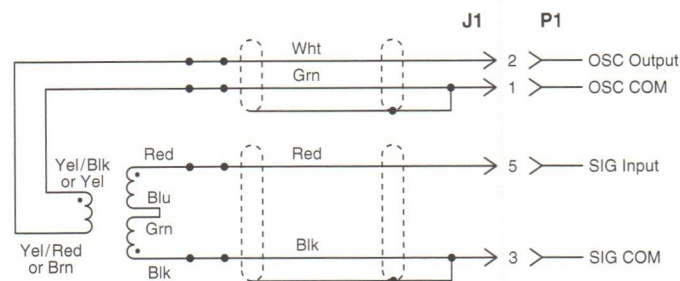 J1 P1
Wht 2 OSC Output
Grn 1 OSC COM
Red Red 5 SIG Input
Yel/Blk
or Yel
Blu
Grn
Yel/Red
or Brn
Blk 3 SIG COM
Blk